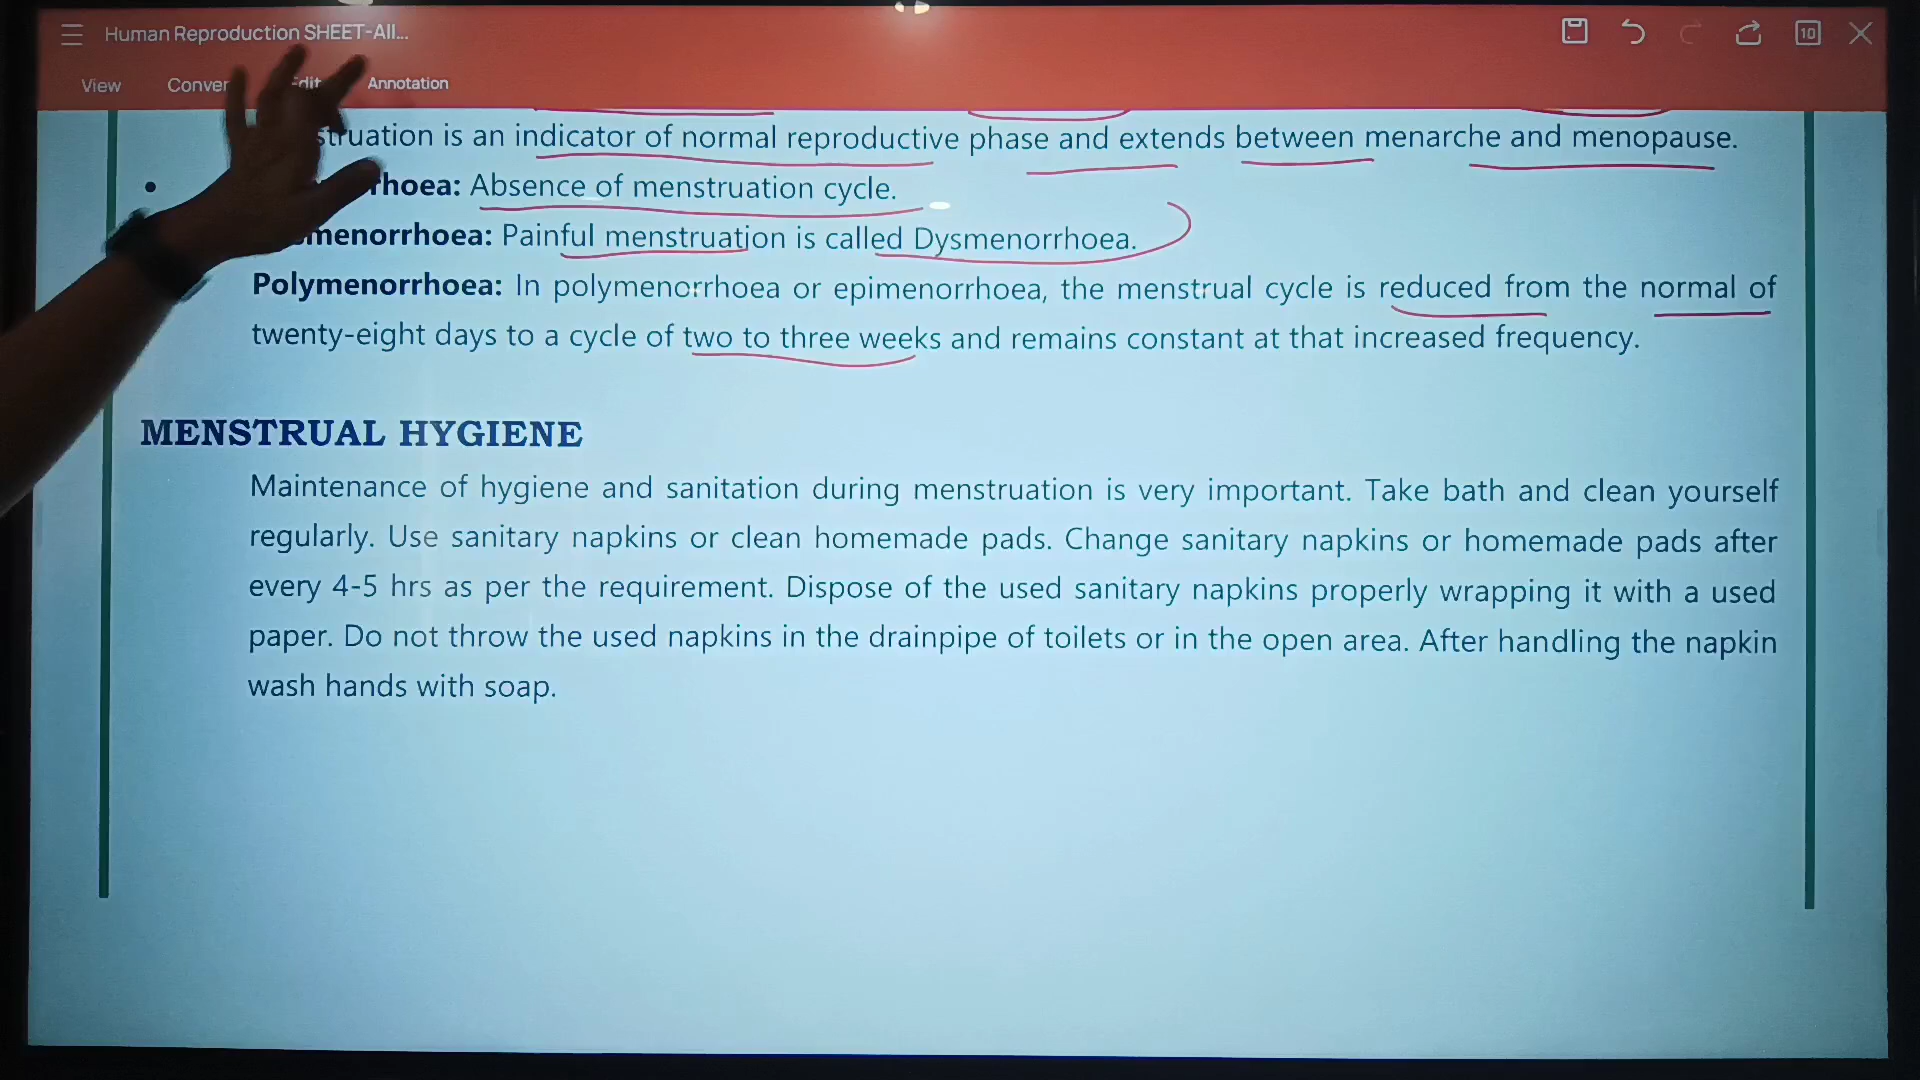 Human Reproduction SHEET-All...
10
View Annotation
is an indicator of normal reproductive phase and extends between menarche and menopause.
Absence of menstruation cycle.
Painful menstruation is called Dysmenorrhoea.
Polymenorrhoea: In polymenorrhoea or epimenorrhoea, the menstrual cycle is reduced from the normal of
twenty-eight days to a cycle of two to three weeks and remains constant at that increased frequency.
MENSTRUAL HYGIENE
Maintenance of hygiene and sanitation during menstruation is very important. Take bath and clean yourself
regularly. Use sanitary napkins or clean homemade pads. Change sanitary napkins or homemade pads after
every 4-5 hrs as per the requirement. Dispose of the used sanitary napkins properly wrapping it with a used
paper. Do not throw the used napkins in the drainpipe of toilets or in the open area. After handling the napkin
wash hands with soap.